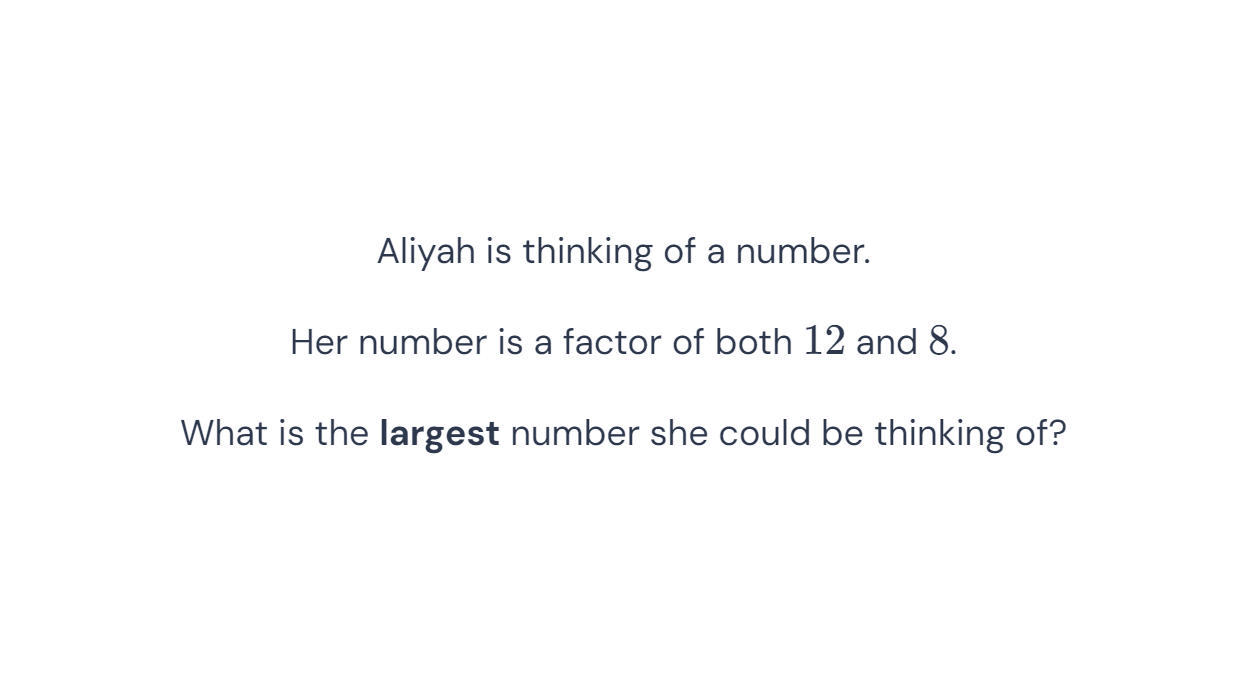 Aliyah is thinking of a number.
Her number is a factor of both 12 and 8.
What is the largest number she could be thinking of?